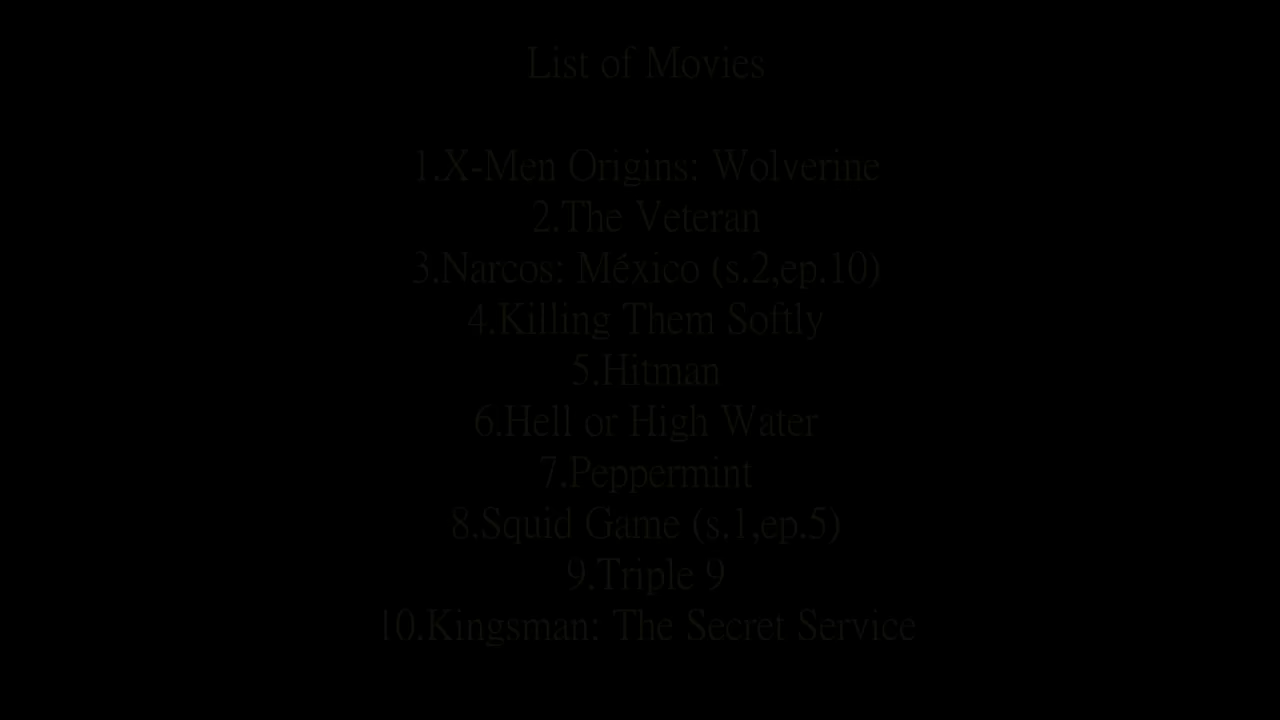 List of Movies
1.X-Men Origins: Wolverine
2.The Veteran
3.Narcos: México (s.2,ep.10)
4.Killing Them Softly
5.Hitman
6.Hell or High Water
7.Peppermint
8.Squid Game (s.1,ep.5)
9.Triple 9
10.Kingsman: The Secret Service